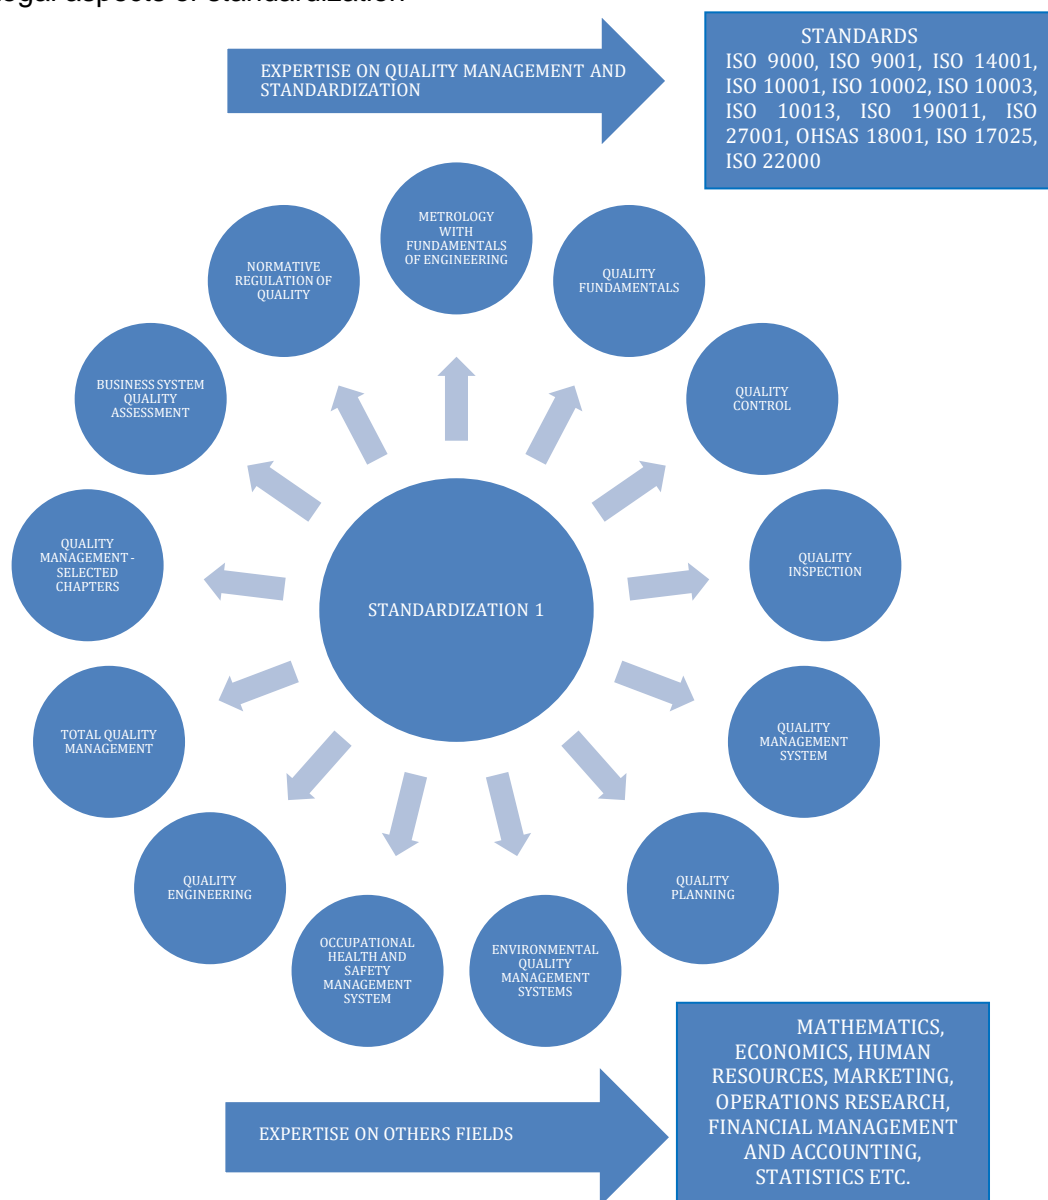 egal aspects of standardization
STANDARDS
ISO 9000, ISO 9001, ISO 14001,
ISO 10001, ISO 10002, ISO 10003,
ISO 10013, ISO 190011, ISO
27001, OHSAS 18001, ISO 17025,
ISO 22000
EXPERTISE ON QUALITY MANAGEMENT AND
STANDARDIZATION
METROLOGY
WITH
FUNDAMENTALS
OF ENGINEERING
QUALITY
FUNDAMENTALS
QUALITY
CONTROL
QUALITY
INSPECTION
QUALITY
MANAGEMENT
SYSTEM
QUALITY
PLANNING
ENVIRONMENTAL
QUALITY
MANAGEMENT
SYSTEMS
OCCUPATIONAL
HEALTH AND
SAFETY
MANAGEMENT
SYSTEM
QUALITY
ENGINEERING
TOTAL QUALITY
MANAGEMENT
QUALITY
MANAGEMENT -
SELECTED
CHAPTERS
BUSINESS SYSTEM
QUALITY
ASSESSMENT
NORMATIVE
REGULATION OF
QUALITY
STANDARDIZATION 1
EXPERTISE ON OTHERS FIELDS
MATHEMATICS,
ECONOMICS, HUMAN
RESOURCES, MARKETING,
OPERATIONS RESEARCH,
FINANCIAL MANAGEMENT
AND ACCOUNTING,
STATISTICS ETC.